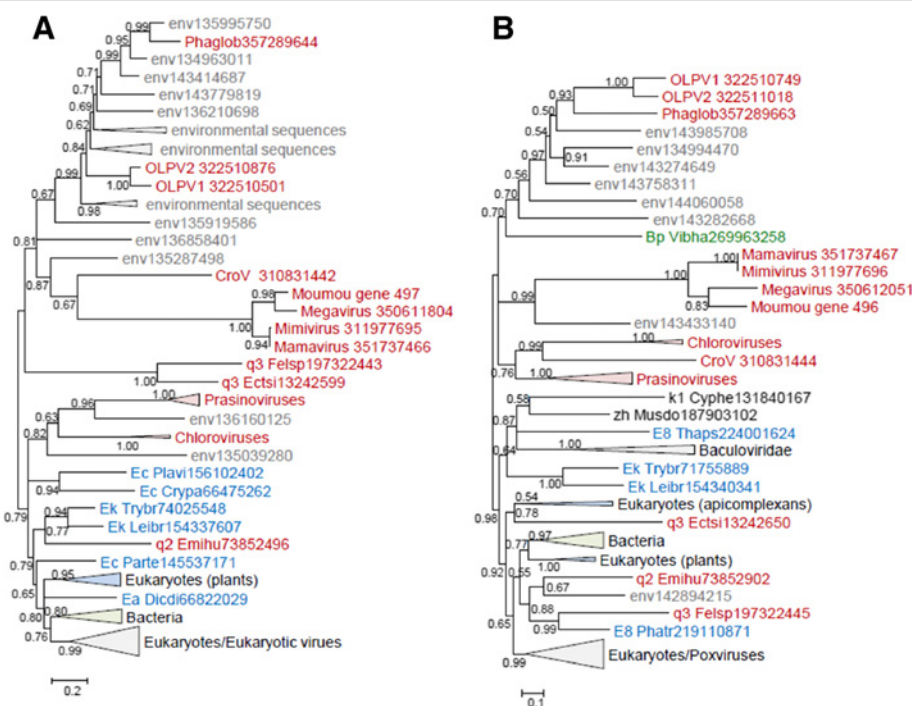 A
0.99
env135995750
0.95
Phaglob357289644
0.99
env134963011
0.71
env143414687
0.71
env143779819
0.69
env136210698
0.62
environmental sequences
0.84
environmental sequences
0.99
OLPV2 322510876
1.00
OLPV1 322510501
0.67
0.98
environmental sequences
env135919586
0.81
env136858401
env135287498
0.87
CroV 310831442
0.67
0.98
Moumou gene 497
Megavirus 350611804
1.00
Mimivirus 311977695
0.94
Mamavirus 351737466
q3 Felsp197322443
1.00
q3 Ectsi13242599
1.00
0.96
Prasinoviruses
0.63
env136160125
0.82
Chloroviruses
1.00
env135039280
Ec Plavi156102402
0.94
Ec Crypa66475262
0.79
0.94
Ek Trybr74025548
0.77
Ek Leibr154337607
q2 Emihu73852496
0.79
Ec Parte145537171
0.95
Eukaryotes (plants)
0.65
Ea Dicdi66822029
0.80
0.80
Bacteria
0.76
Eukaryotes/Eukaryotic virues
0.99
0.2
B
1.00
OLPV1 322510749
0.93
OLPV2 322511018
0.50
Phaglob357289663
0.54
env143985708
0.97
env134994470
0.91
env143274649
0.56
env143758311
0.70
env144060058
0.70
env143282668
Bp Vibha269963258
1.00
Mamavirus 351737467
1.00
Mimivirus 311977696
Megavirus 350612051
0.99
0.83
Moumou gene 496
env143433140
1.00
0.99
Chloroviruses
CroV 310831444
0.76
1.00
Prasinoviruses
0.58
k1 Cyphe131840167
0.87
zh Musdo187903102
E8 Thaps224001624
0.64
1.00
Baculoviridae
Ek Trybr71755889
1.00
Ek Leibr154340341
0.54
Eukaryotes (apicomplexans)
0.98
0.78
q3 Ectsi13242650
0.97
Bacteria
0.77
Eukaryotes (plants)
1.00
0.92
0.55
q2 Emihu73852902
0.67
env142894215
0.88
q3 Felsp197322445
0.65
0.99
E8 Phatr219110871
Eukaryotes/Poxviruses
0.99
0.1